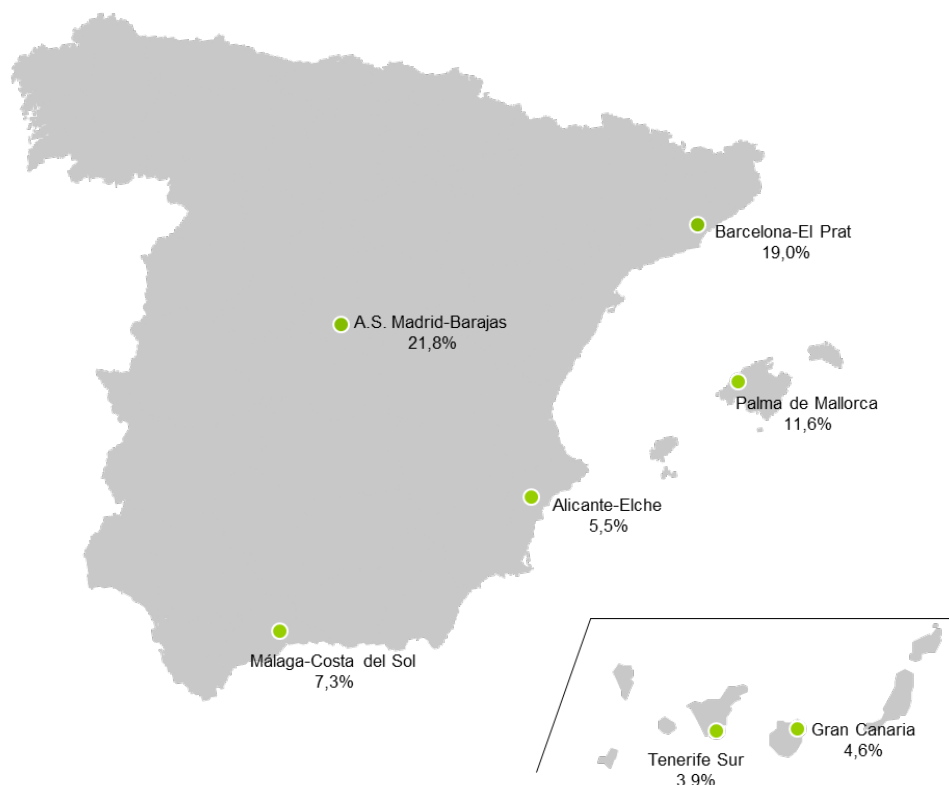 Barcelona-El Prat
19,0%
A.S. Madrid-Barajas
21,8%
Palma de Mallorca
11,6%
Alicante-Elche
5,5%
Málaga-Costa del Sol
7,3%
Gran Canaria
4,6%
Tenerife Sur
3,9%